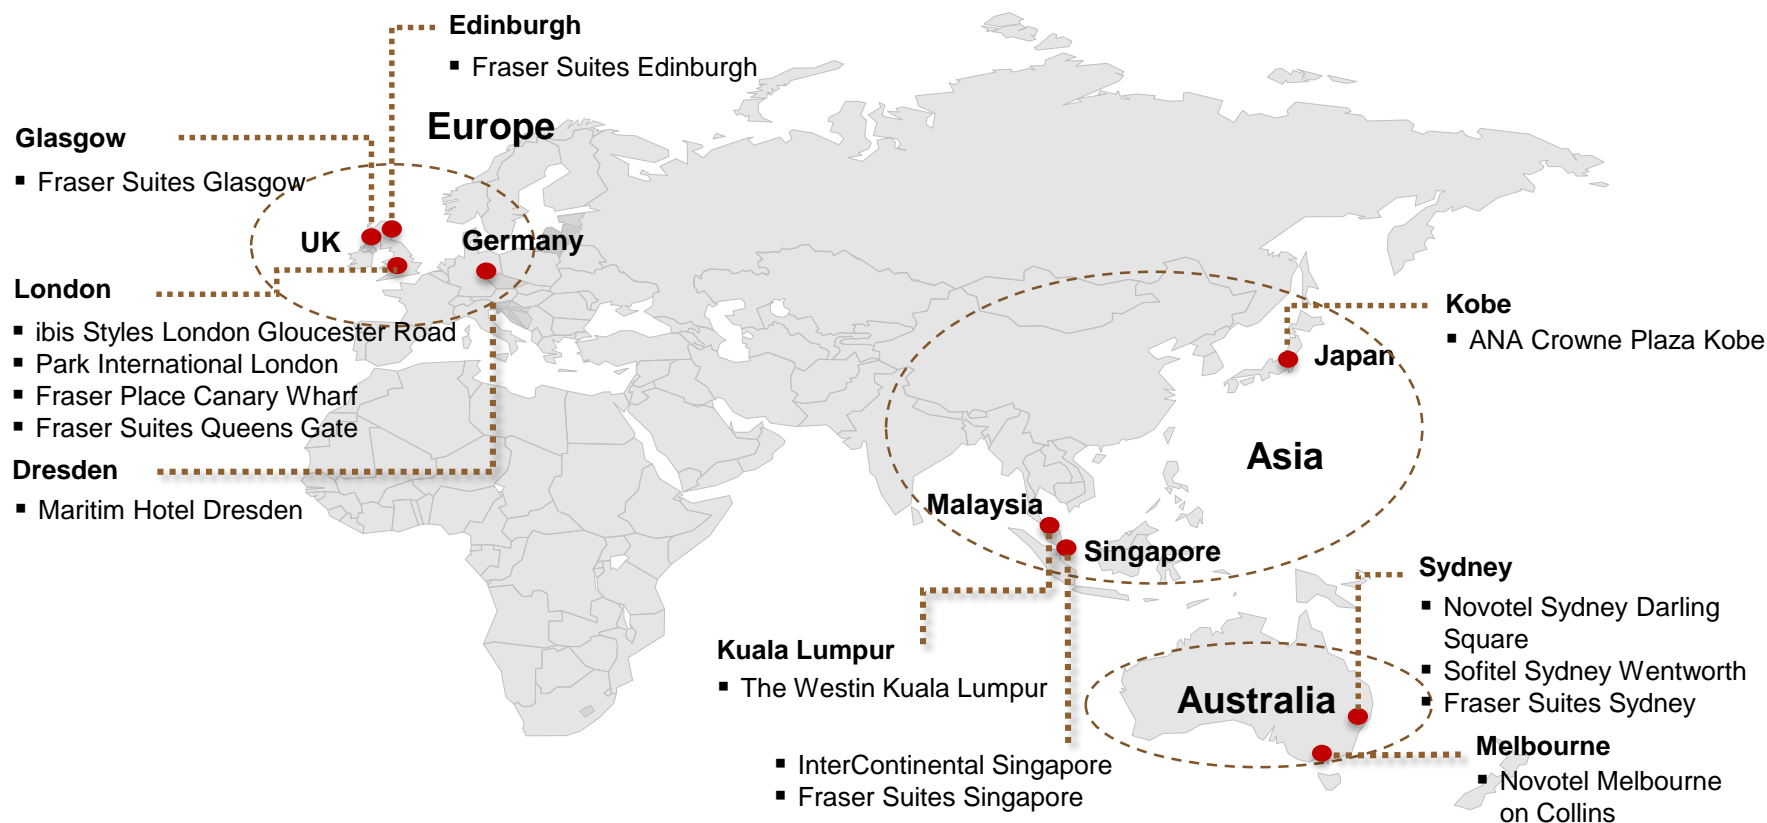 Edinburgh
▪ Fraser Suites Edinburgh
Europe
Glasgow
▪ Fraser Suites Glasgow
UK
Germany
London
▪ ibis Styles London Gloucester Road
▪ Park International London
▪ Fraser Place Canary Wharf
▪ Fraser Suites Queens Gate
Dresden
▪ Maritim Hotel Dresden
Kobe
▪ ANA Crowne Plaza Kobe
Japan
Asia
Malaysia
Singapore
Kuala Lumpur
▪ The Westin Kuala Lumpur
▪ InterContinental Singapore
▪ Fraser Suites Singapore
Sydney
▪ Novotel Sydney Darling
Square
▪ Sofitel Sydney Wentworth
▪ Fraser Suites Sydney
Australia
Melbourne
▪ Novotel Melbourne
on Collins